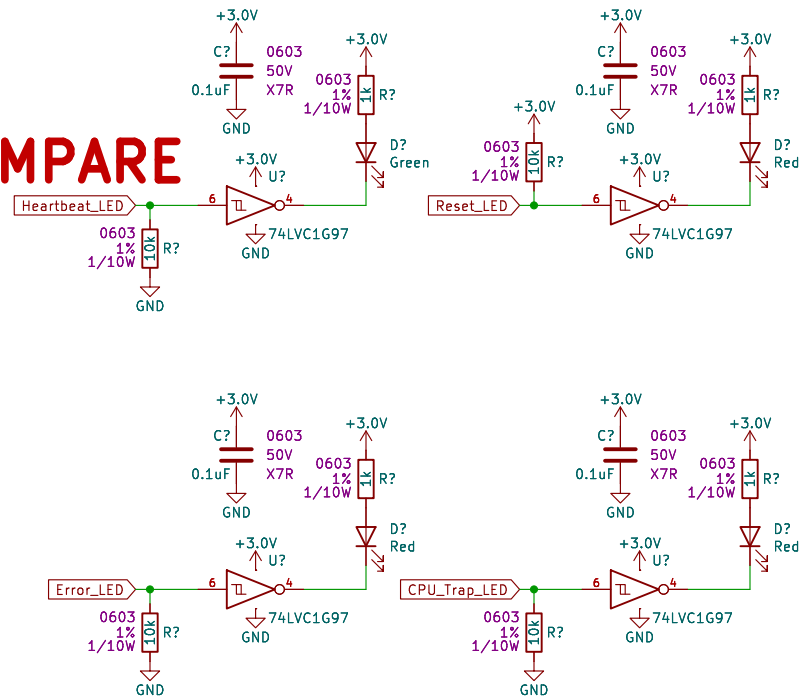 +3.0V
C?
0603
50V
X7R
0.1uF
GND
+3.0V
0603
1%
1/10W
1k
R?
D?
Green
MPARE
+3.0V
U?
Heartbeat_LED
6
4
74LVC1G97
GND
0603
1%
1/10W
10k
R?
GND
+3.0V
C?
0603
50V
X7R
0.1uF
GND
+3.0V
0603
1%
1/10W
1k
R?
D?
Red
+3.0V
0603
1%
1/10W
10k
R?
+3.0V
U?
Reset_LED
6
4
74LVC1G97
GND
+3.0V
C?
0603
50V
X7R
0.1uF
GND
+3.0V
0603
1%
1/10W
1k
R?
D?
Red
+3.0V
U?
Error_LED
6
4
74LVC1G97
GND
0603
1%
1/10W
10k
R?
GND
+3.0V
C?
0603
50V
X7R
0.1uF
GND
+3.0V
0603
1%
1/10W
1k
R?
D?
Red
+3.0V
U?
CPU_Trap_LED
6
4
74LVC1G97
GND
0603
1%
1/10W
10k
R?
GND